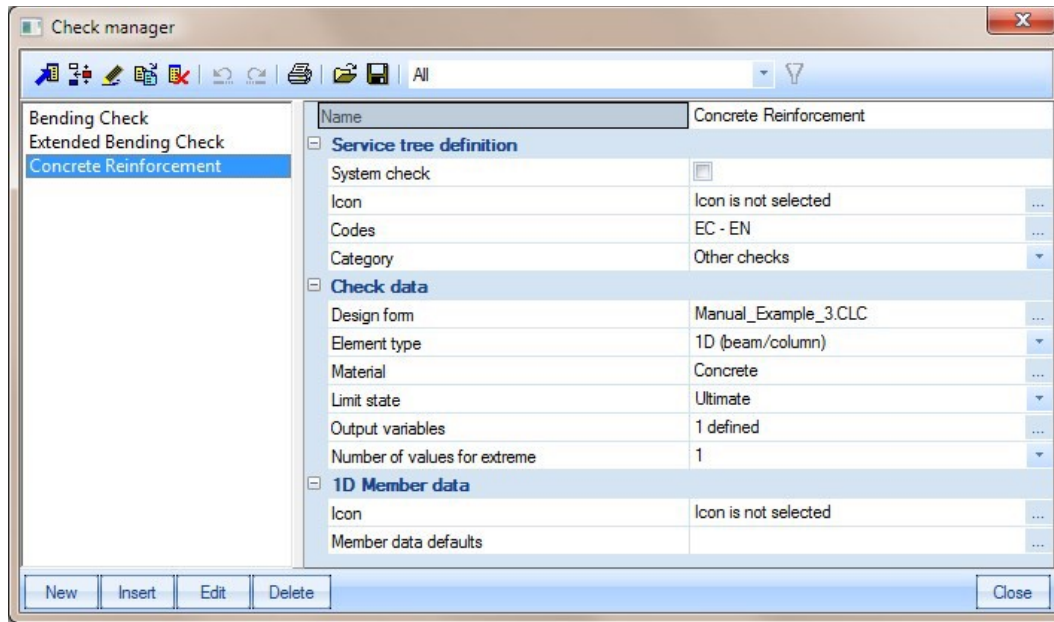 Check manager
All
Bending Check
Extended Bending Check
Concrete Reinforcement
Name Concrete Reinforcement
Service tree definition
System check
Icon Icon is not selected ...
Codes EC - EN ...
Category Other checks
Check data
Design form Manual_Example_3.CLC ...
Element type 1D (beam/column)
Material Concrete ...
Limit state Ultimate
Output variables 1 defined ...
Number of values for extreme 1
1D Member data
Icon Icon is not selected ...
Member data defaults ...
New Insert Edit Delete Close